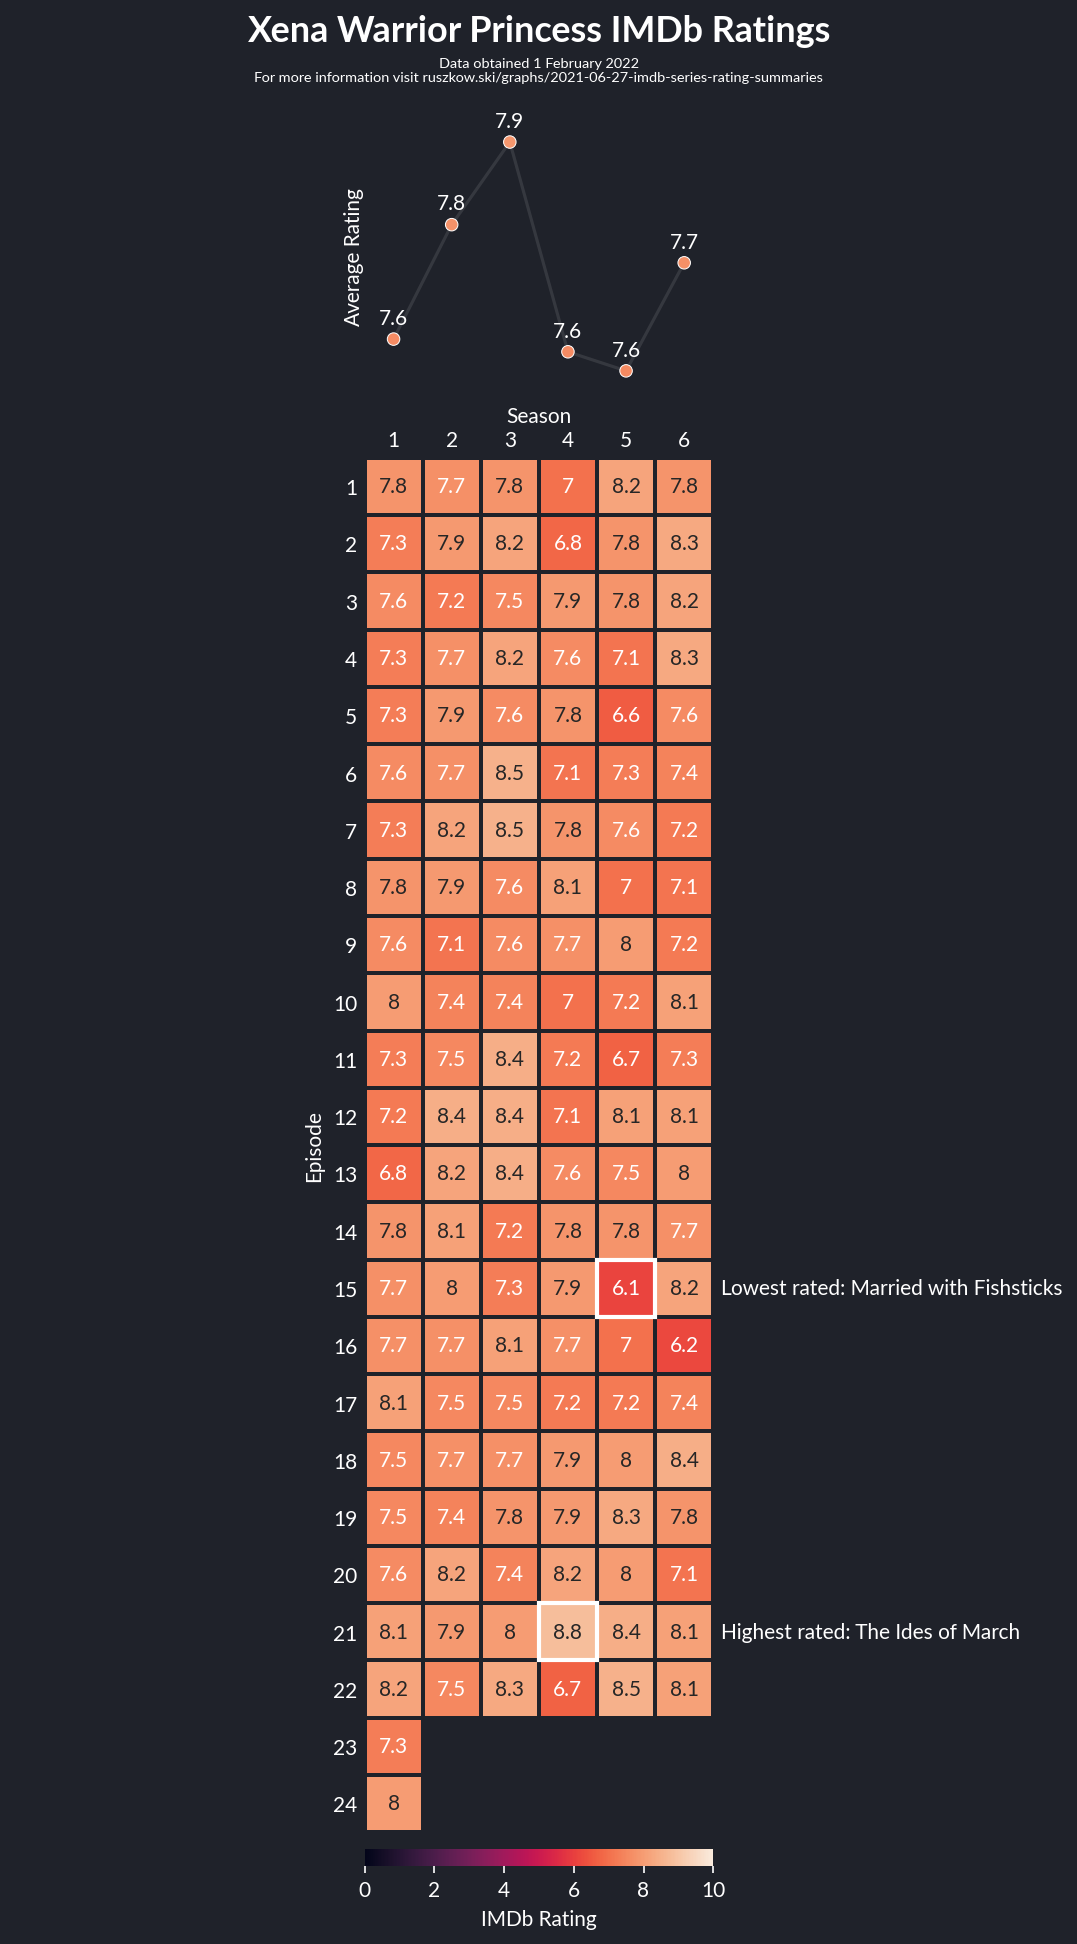 Xena Warrior Princess IMDb Ratings
Data obtained 1 February 2022
For more information visit ruszkow.ski/graphs/2021-06-27-imdb-series-rating-summaries
7.9
7.8
7.7
7.6
7.6
7.6
Average Rating
Season
1 2 3 4 5 6
1 7.8 7.7 7.8 7 8.2 7.8
2 7.3 7.9 8.2 6.8 7.8 8.3
3 7.6 7.2 7.5 7.9 7.8 8.2
4 7.3 7.7 8.2 7.6 7.1 8.3
5 7.3 7.9 7.6 7.8 6.6 7.6
6 7.6 7.7 8.5 7.1 7.3 7.4
7 7.3 8.2 8.5 7.8 7.6 7.2
8 7.8 7.9 7.6 8.1 7 7.1
9 7.6 7.1 7.6 7.7 8 7.2
10 8 7.4 7.4 7 7.2 8.1
11 7.3 7.5 8.4 7.2 6.7 7.3
12 7.2 8.4 8.4 7.1 8.1 8.1
Episode
13 6.8 8.2 8.4 7.6 7.5 8
14 7.8 8.1 7.2 7.8 7.8 7.7
15 7.7 8 7.3 7.9 6.1 8.2 Lowest rated: Married with Fishsticks
16 7.7 7.7 8.1 7.7 7 6.2
17 8.1 7.5 7.5 7.2 7.2 7.4
18 7.5 7.7 7.7 7.9 8 8.4
19 7.5 7.4 7.8 7.9 8.3 7.8
20 7.6 8.2 7.4 8.2 8 7.1
21 8.1 7.9 8 8.8 8.4 8.1 Highest rated: The Ides of March
22 8.2 7.5 8.3 6.7 8.5 8.1
23 7.3
24 8
0 2 4 6 8 10
IMDb Rating